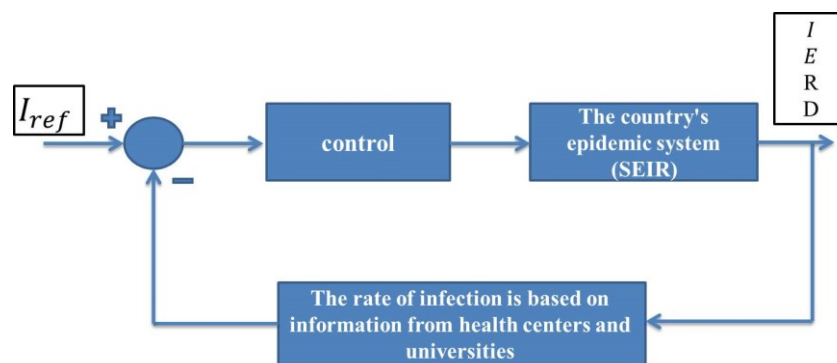 I_ref
+
−
control
The country's
epidemic system
(SEIR)
I
E
R
D
The rate of infection is based on
information from health centers and
universities